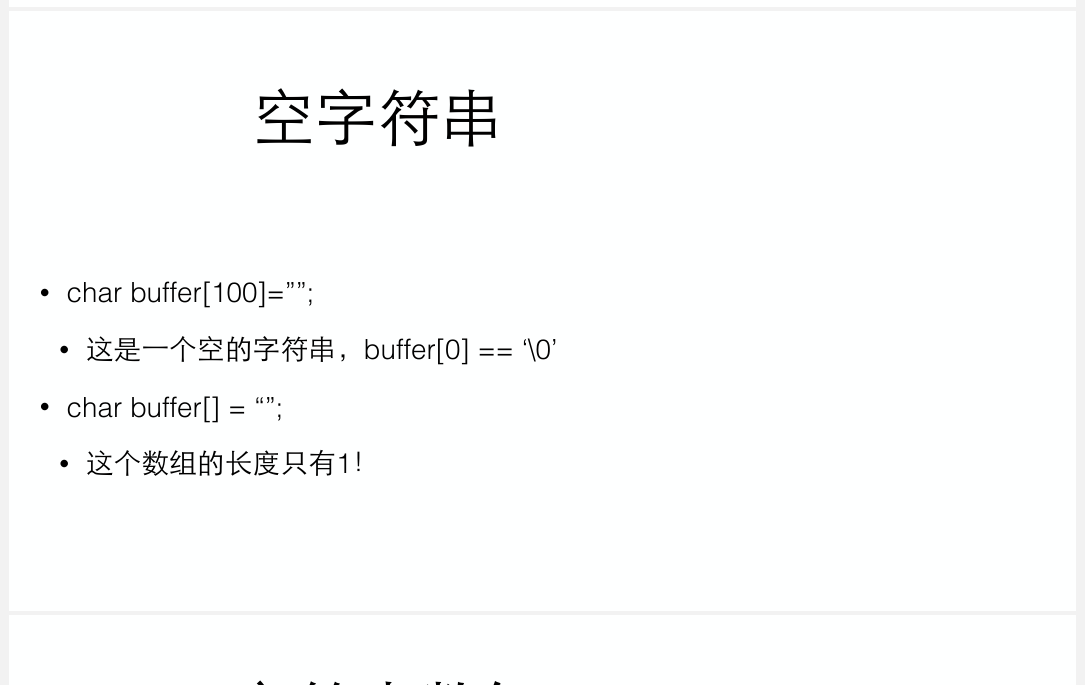 空字符串
• char buffer[100]=””;
• 这是一个空的字符串，buffer[0] == ‘\0’
• char buffer[] = “”;
• 这个数组的长度只有1！